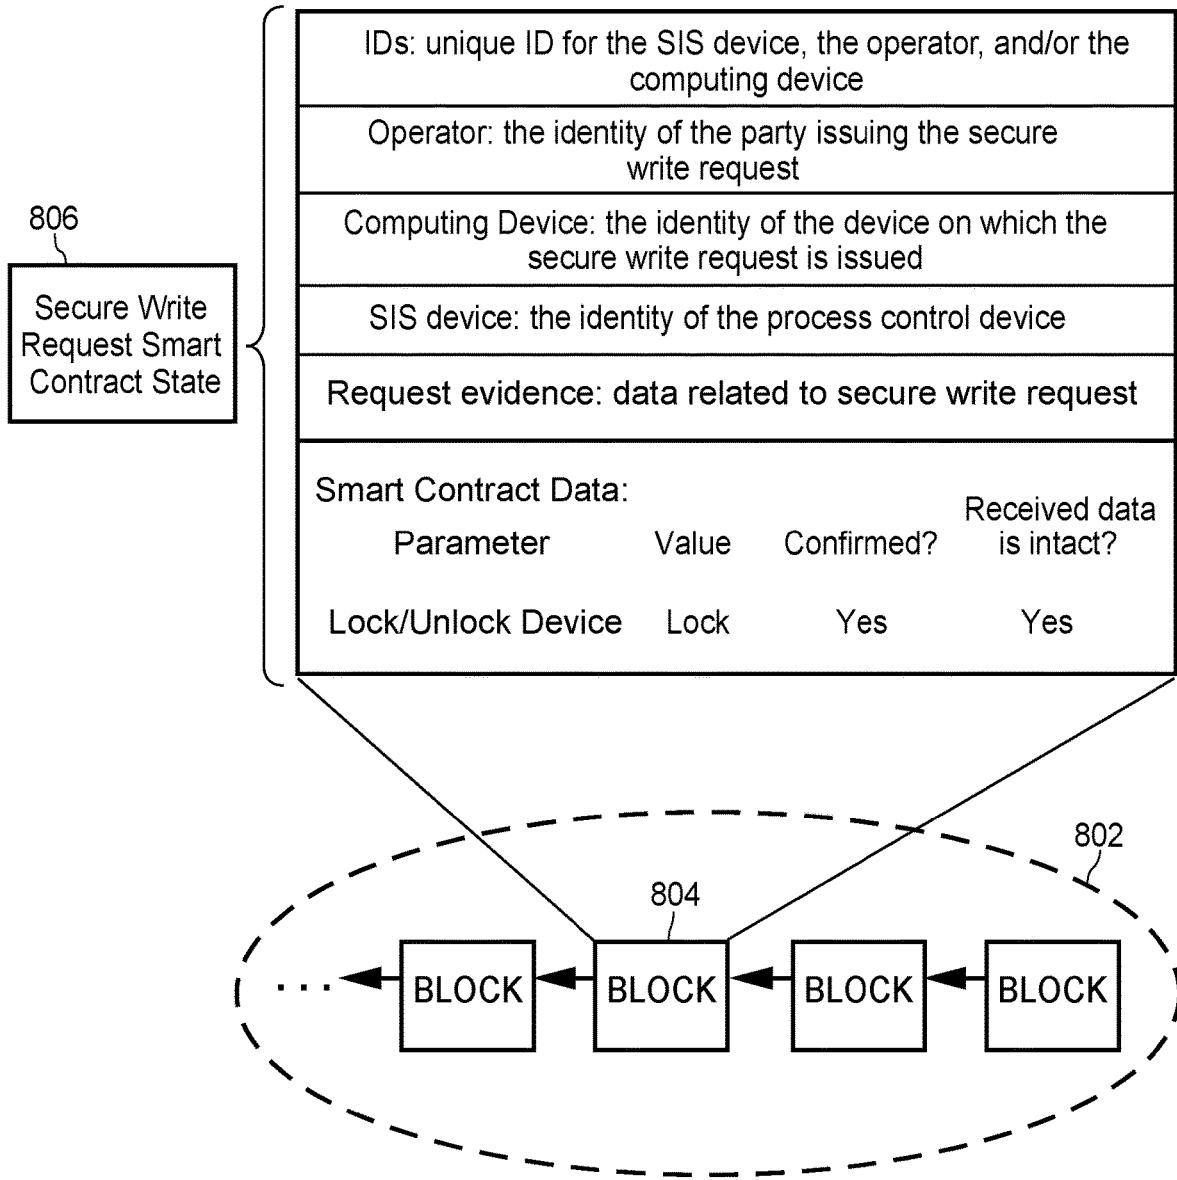 IDs: unique ID for the SIS device, the operator, and/or the
computing device
Operator: the identity of the party issuing the secure
write request
806
Computing Device: the identity of the device on which the
secure write request is issued
Secure Write
Request Smart
Contract State
SIS device: the identity of the process control device
Request evidence: data related to secure write request
Smart Contract Data:
Parameter Value Confirmed? Received data
is intact?
Lock/Unlock Device Lock Yes Yes
802
804
... BLOCK BLOCK BLOCK BLOCK